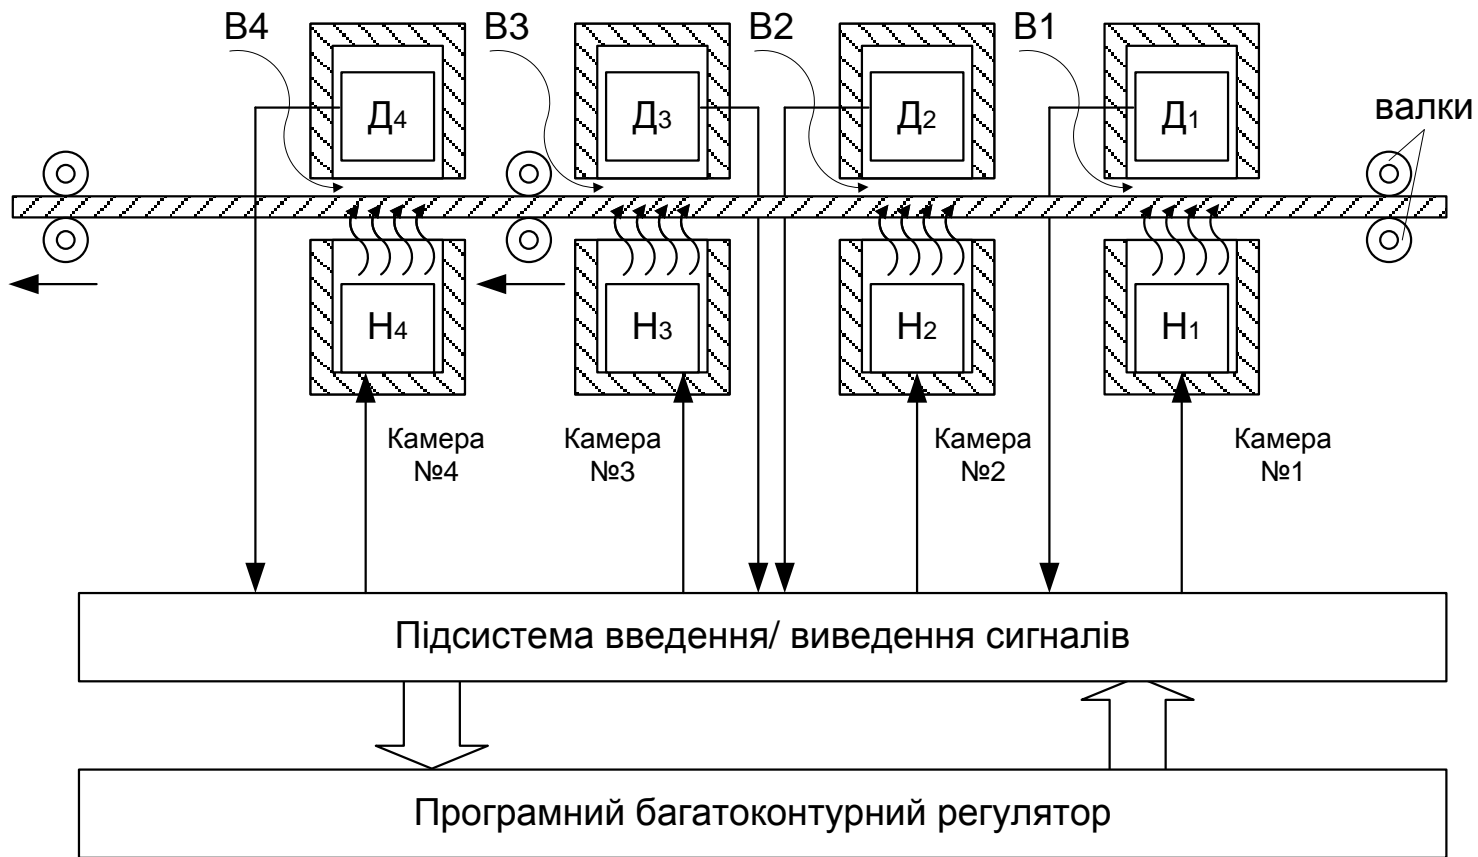 В4
В3
В2
В1
Д4
Д3
Д2
Д1
валки
Н4
Н3
Н2
Н1
Камера
№4
Камера
№3
Камера
№2
Камера
№1
Підсистема введення/ виведення сигналів
Програмний багатоконтурний регулятор